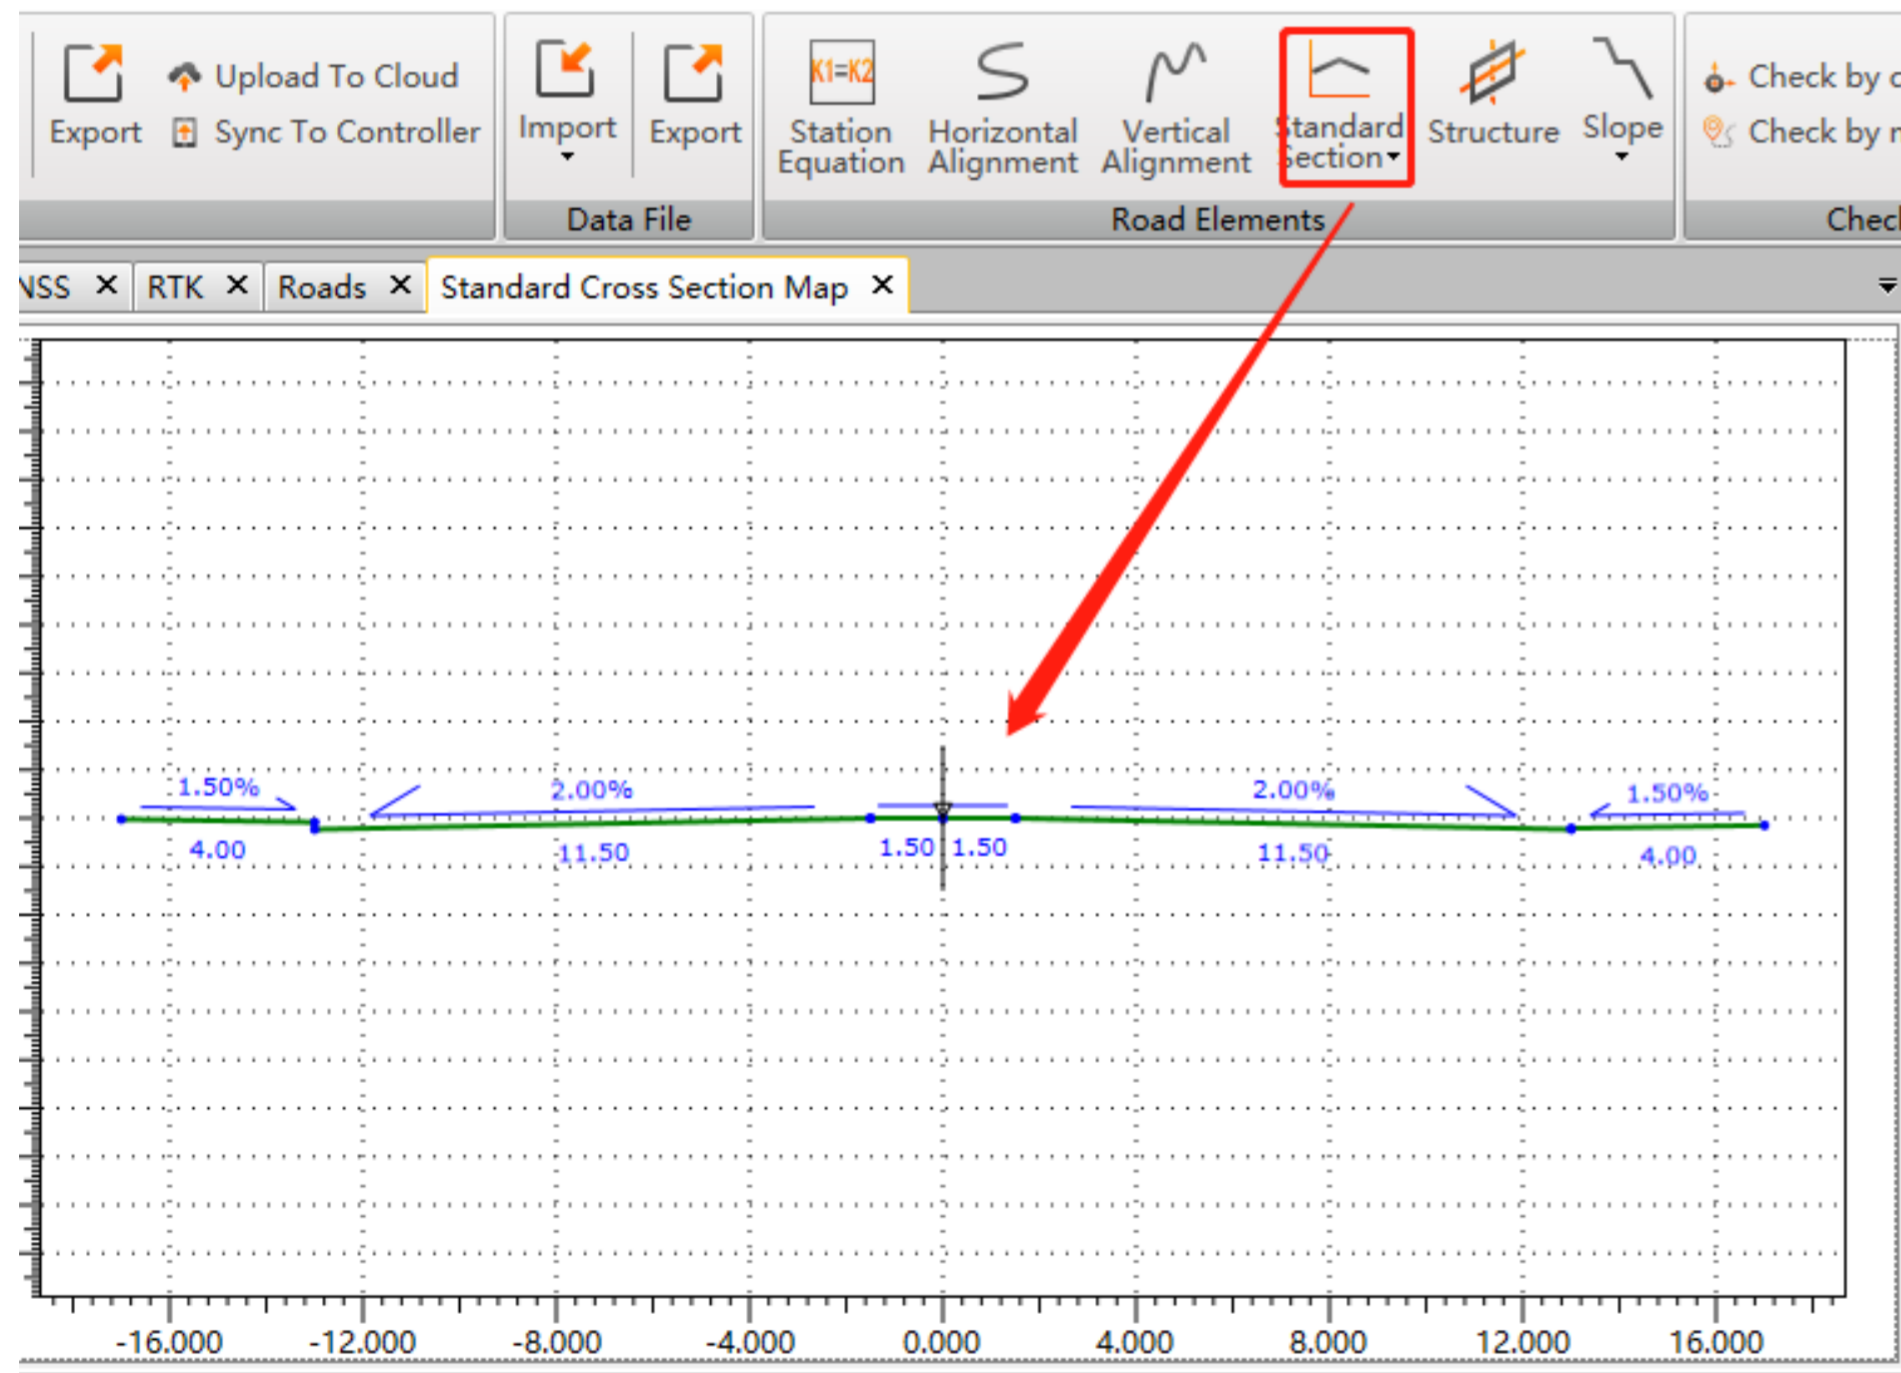 Export
Upload To Cloud
Sync To Controller
Import
Export
Data File
K1=K2
Station
Equation
Horizontal
Alignment
Vertical
Alignment
Standard
Section
Structure
Slope
Road Elements
Check by
Check by
NSS
RTK
Roads
Standard Cross Section Map
1.50% 2.00% 2.00% 1.50%
4.00 11.50 1.50 1.50 11.50 4.00
-16.000 -12.000 -8.000 -4.000 0.000 4.000 8.000 12.000 16.000